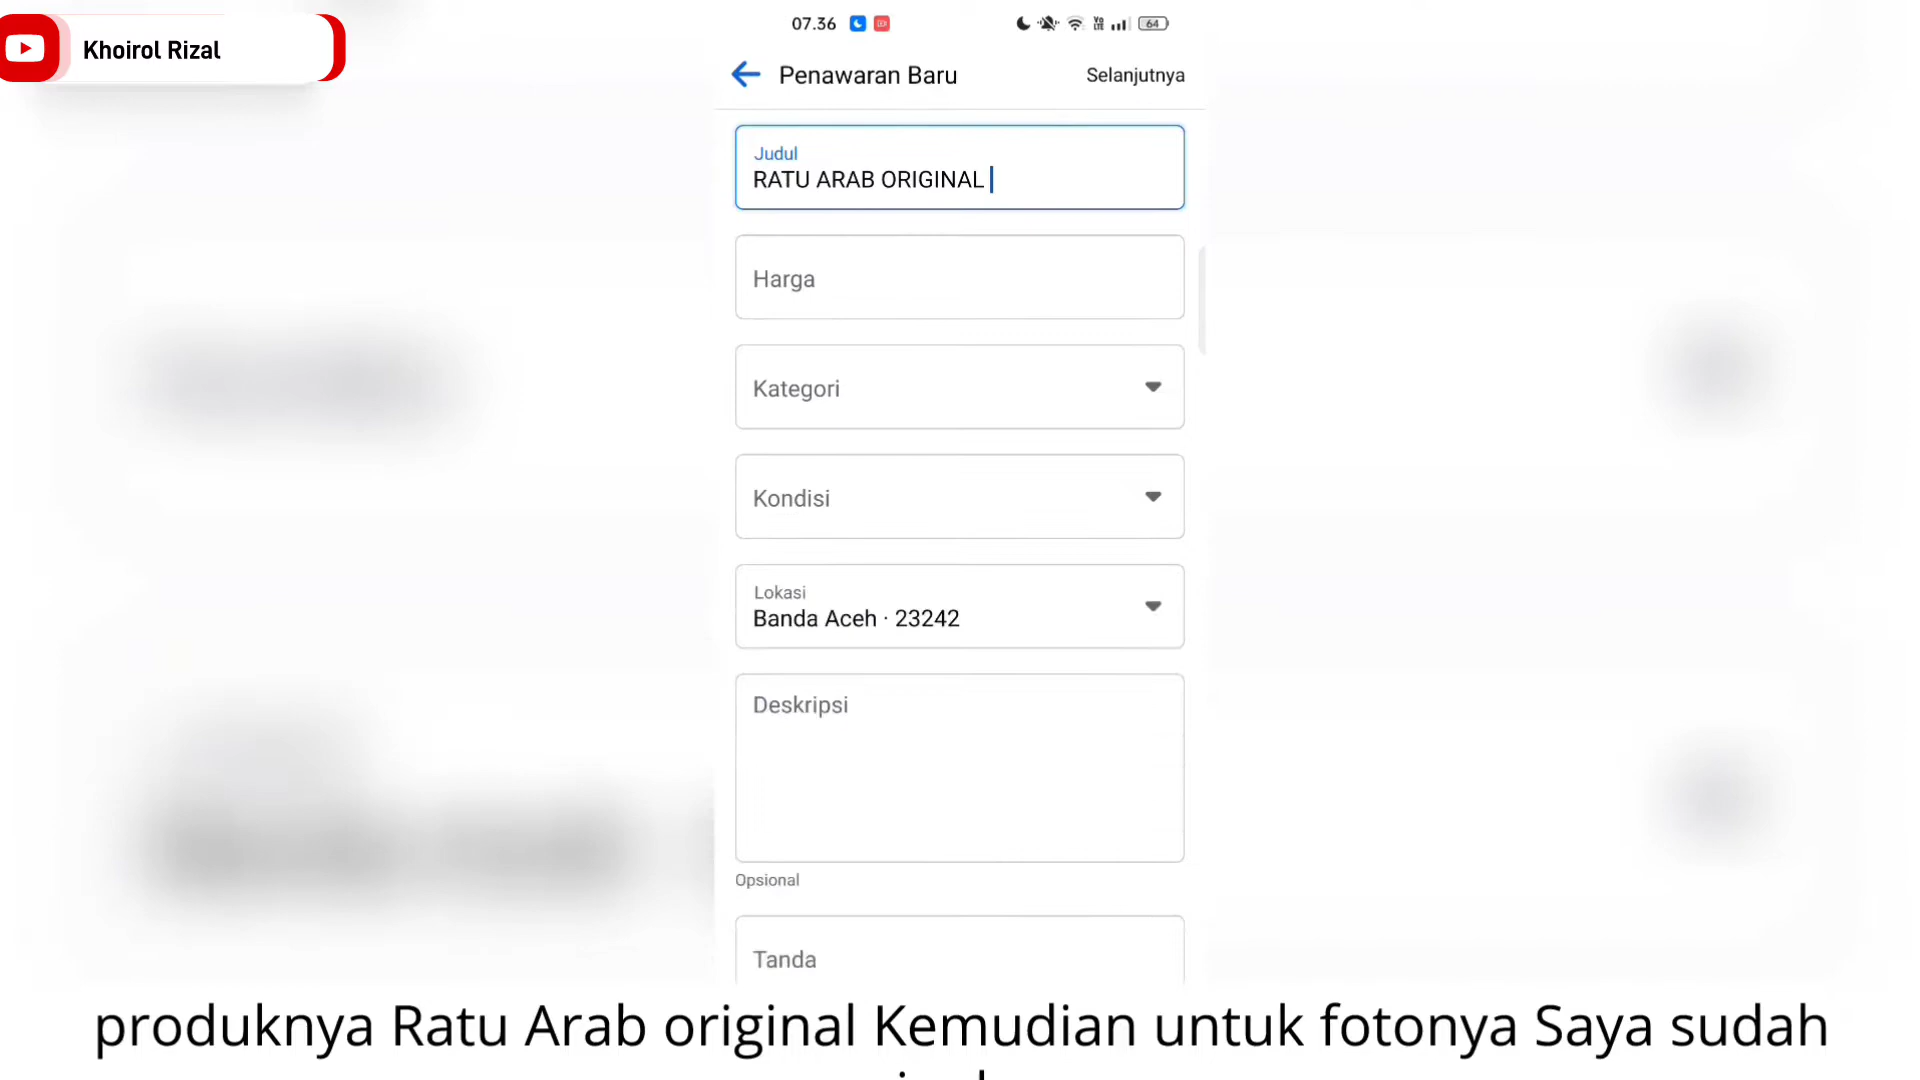 Khoirol Rizal
07.36
64
Penawaran Baru
Selanjutnya
Judul
RATU ARAB ORIGINAL
Harga
Kategori
Kondisi
Lokasi
Banda Aceh · 23242
Deskripsi
Opsional
Tanda
produknya Ratu Arab original Kemudian untuk fotonya Saya sudah